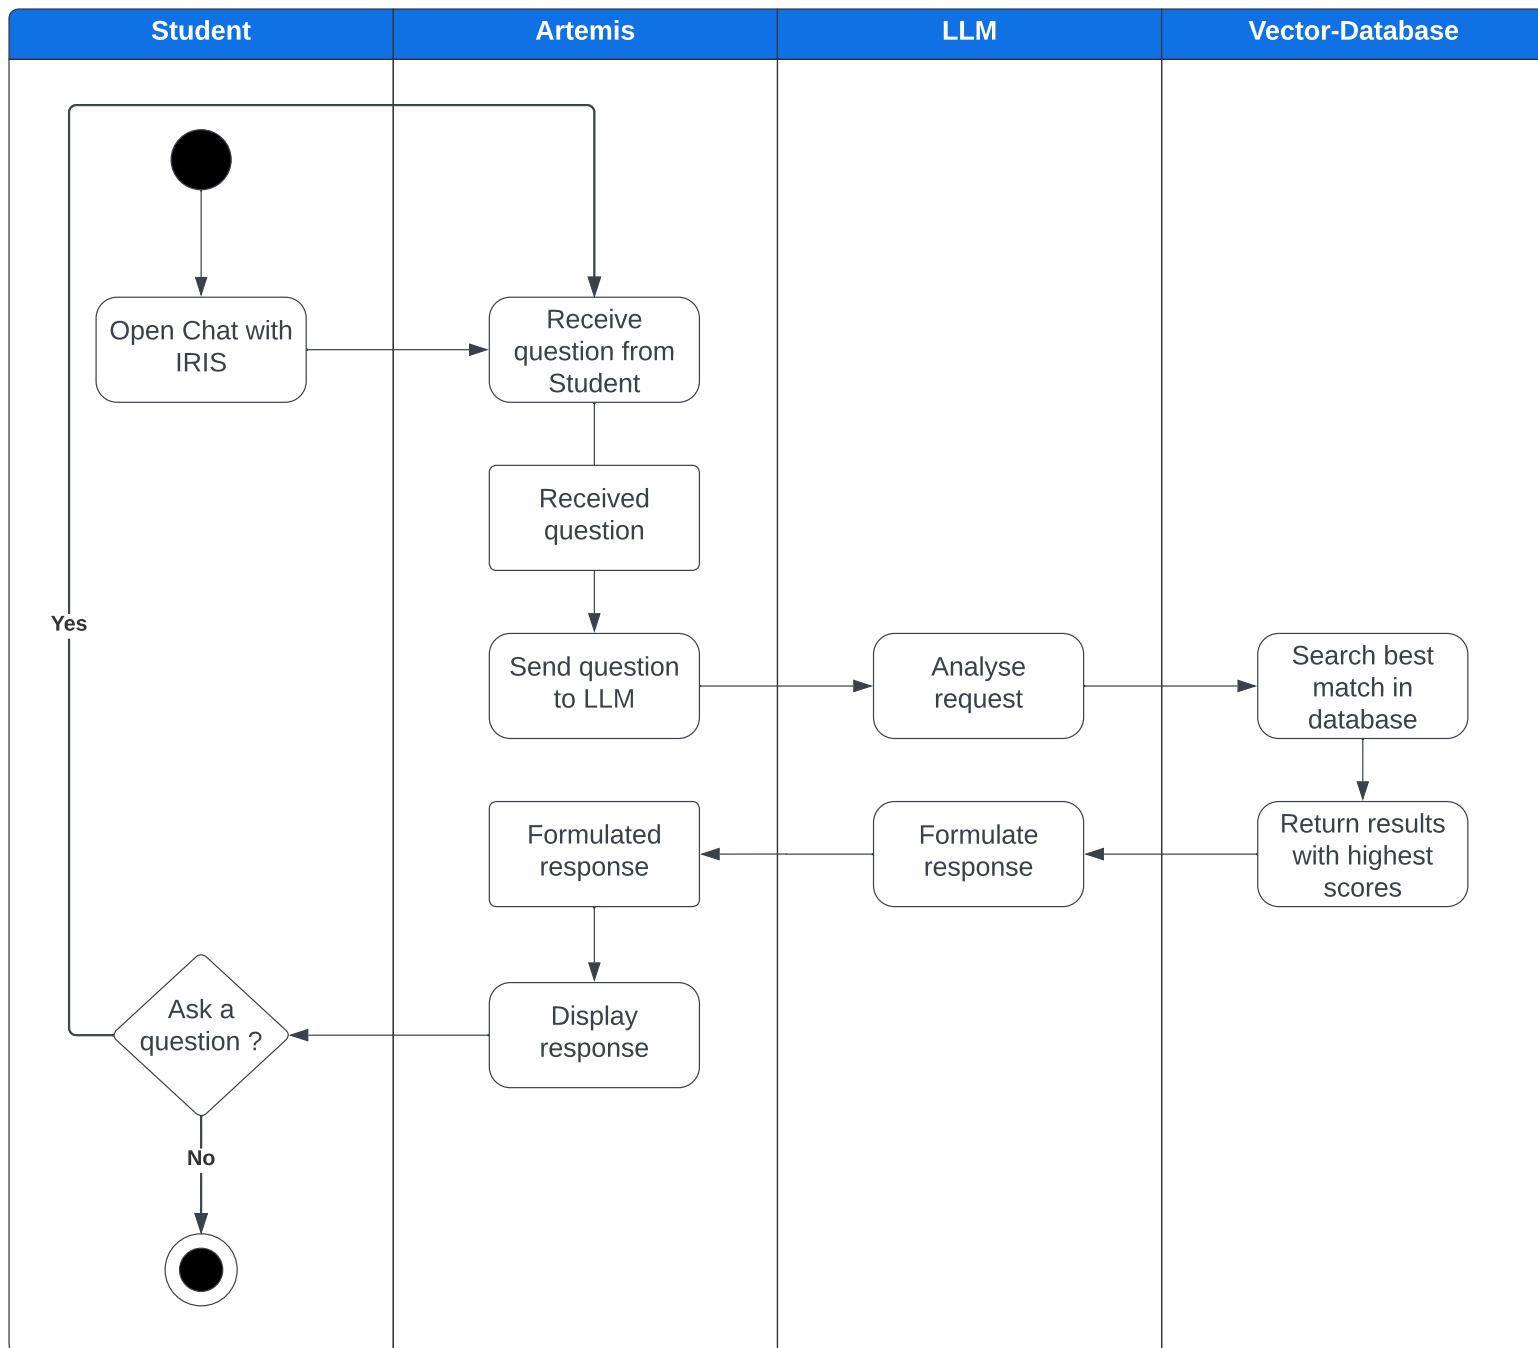 Student
Artemis
LLM
Vector-Database
Open Chat with
IRIS
Receive
question from
Student
Received
question
Yes
Send question
to LLM
Analyse
request
Search best
match in
database
Formulated
response
Formulate
response
Return results
with highest
scores
Ask a
question ?
Display
response
No